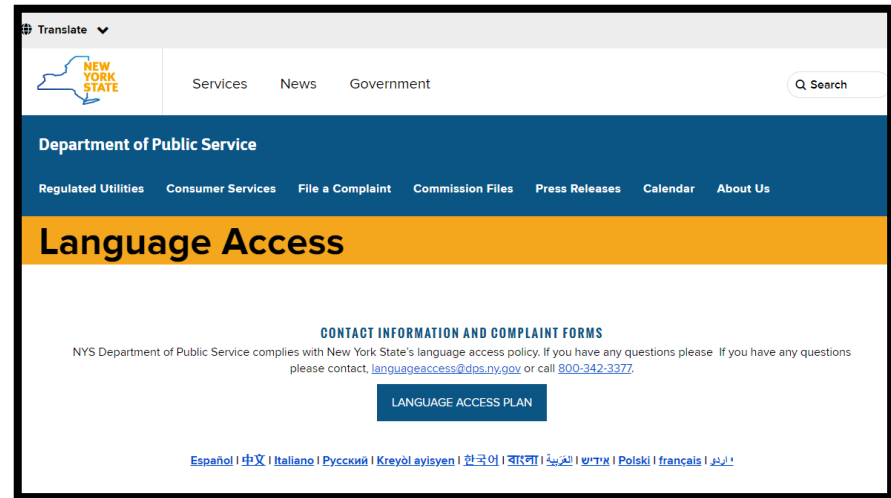 Translate
NEW
YORK
STATE
Services News Government
Search
Department of Public Service
Regulated Utilities Consumer Services File a Complaint Commission Files Press Releases Calendar About Us
Language Access
CONTACT INFORMATION AND COMPLAINT FORMS
NYS Department of Public Service complies with New York State's language access policy. If you have any questions please If you have any questions
please contact, languageaccess@dps.ny.gov or call 800-342-3377.
LANGUAGE ACCESS PLAN
Español | 中文 | Italiano | Русский | Kreyòl ayisyen | 한국어 | বাংলা | العَرَبِية | אידיש | Polski | français | اردو